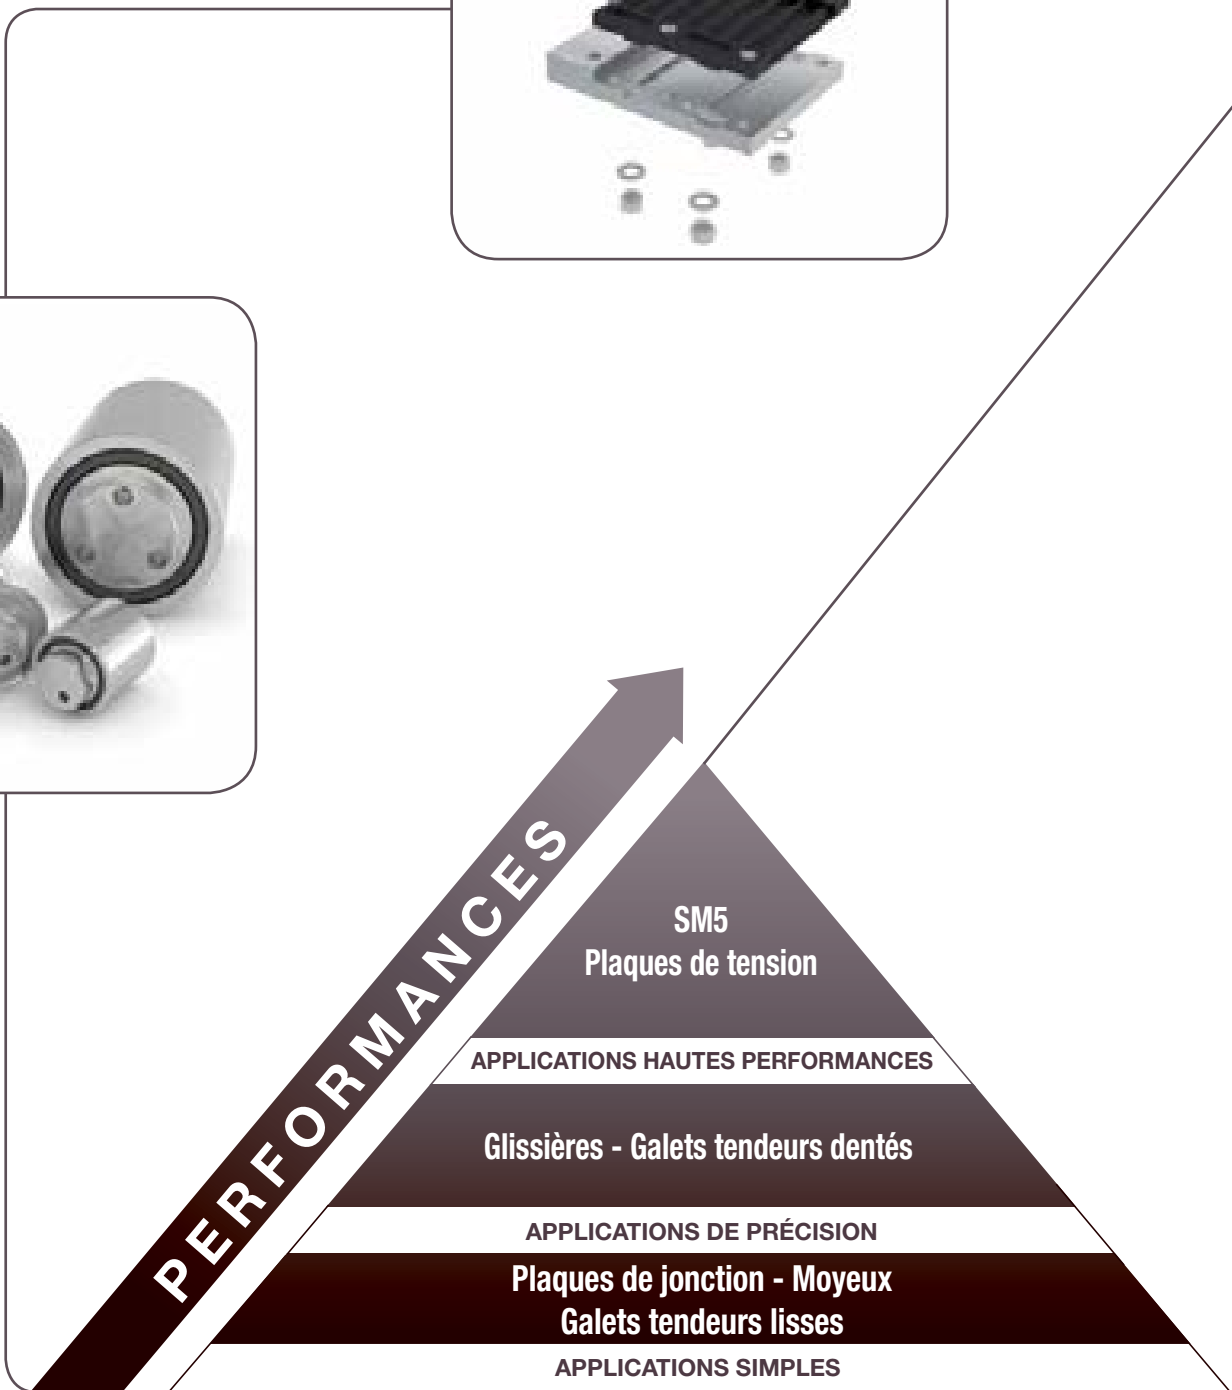 PERFORMANCES
SM5
Plaques de tension
APPLICATIONS HAUTES PERFORMANCES
Glissières - Galets tendeurs dentés
APPLICATIONS DE PRÉCISION
Plaques de jonction - Moyeux
Galets tendeurs lisses
APPLICATIONS SIMPLES